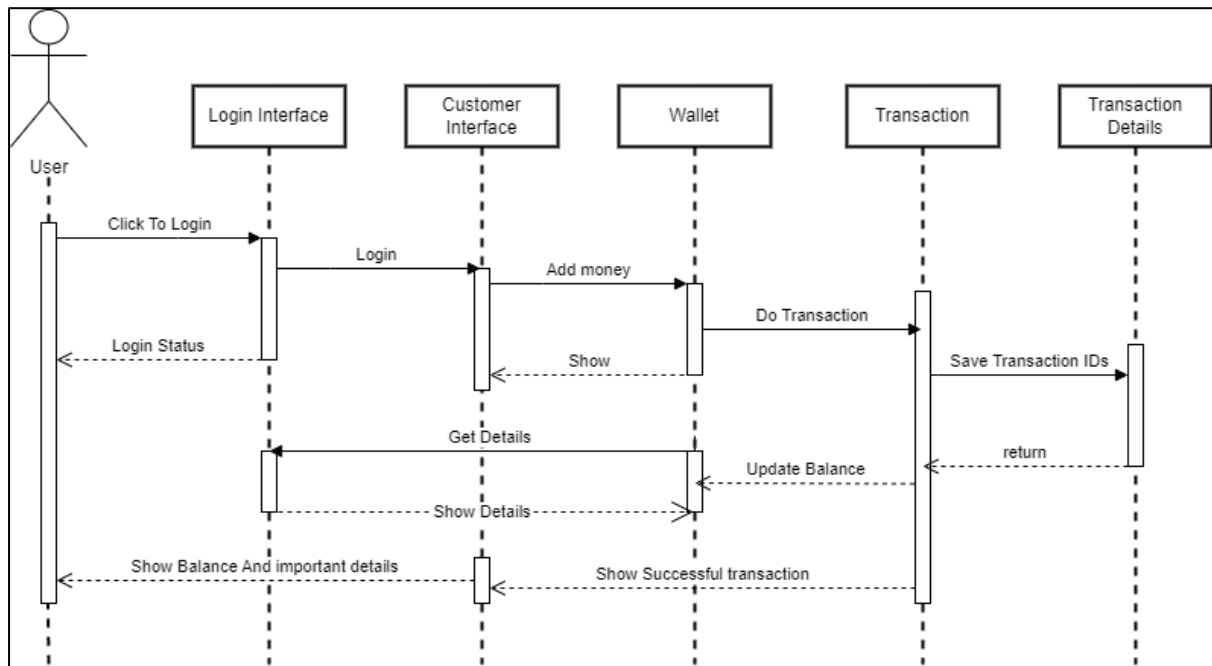 User
Login Interface
Customer
Interface
Wallet
Transaction
Transaction
Details
Click To Login
Login
Add money
Do Transaction
Login Status
Show
Save Transaction IDs
Get Details
return
Update Balance
Show Details
Show Balance And important details
Show Successful transaction